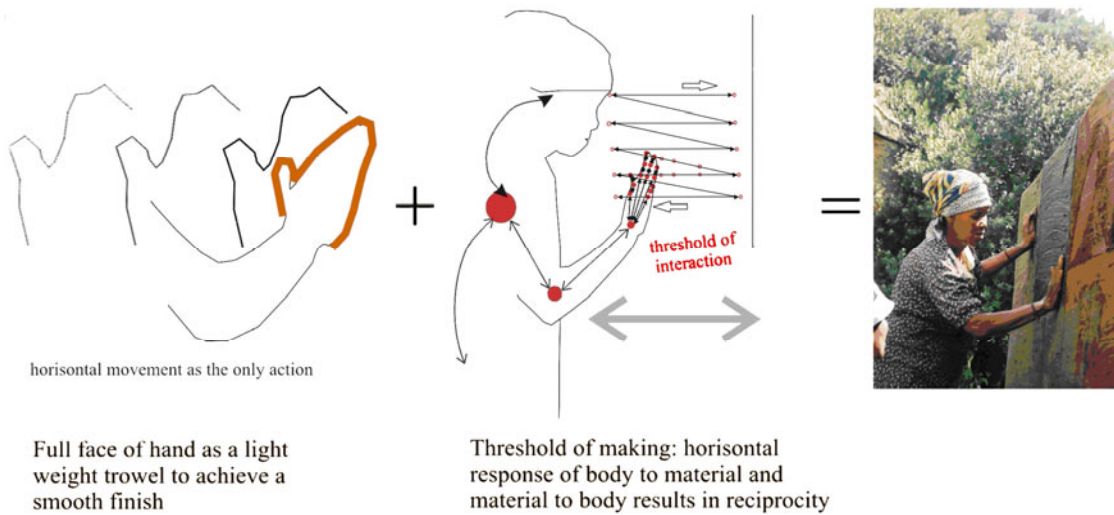 threshold of
interaction
horisontal movement as the only action
Full face of hand as a light
weight trowel to achieve a
smooth finish
Threshold of making: horisontal
response of body to material and
material to body results in reciprocity